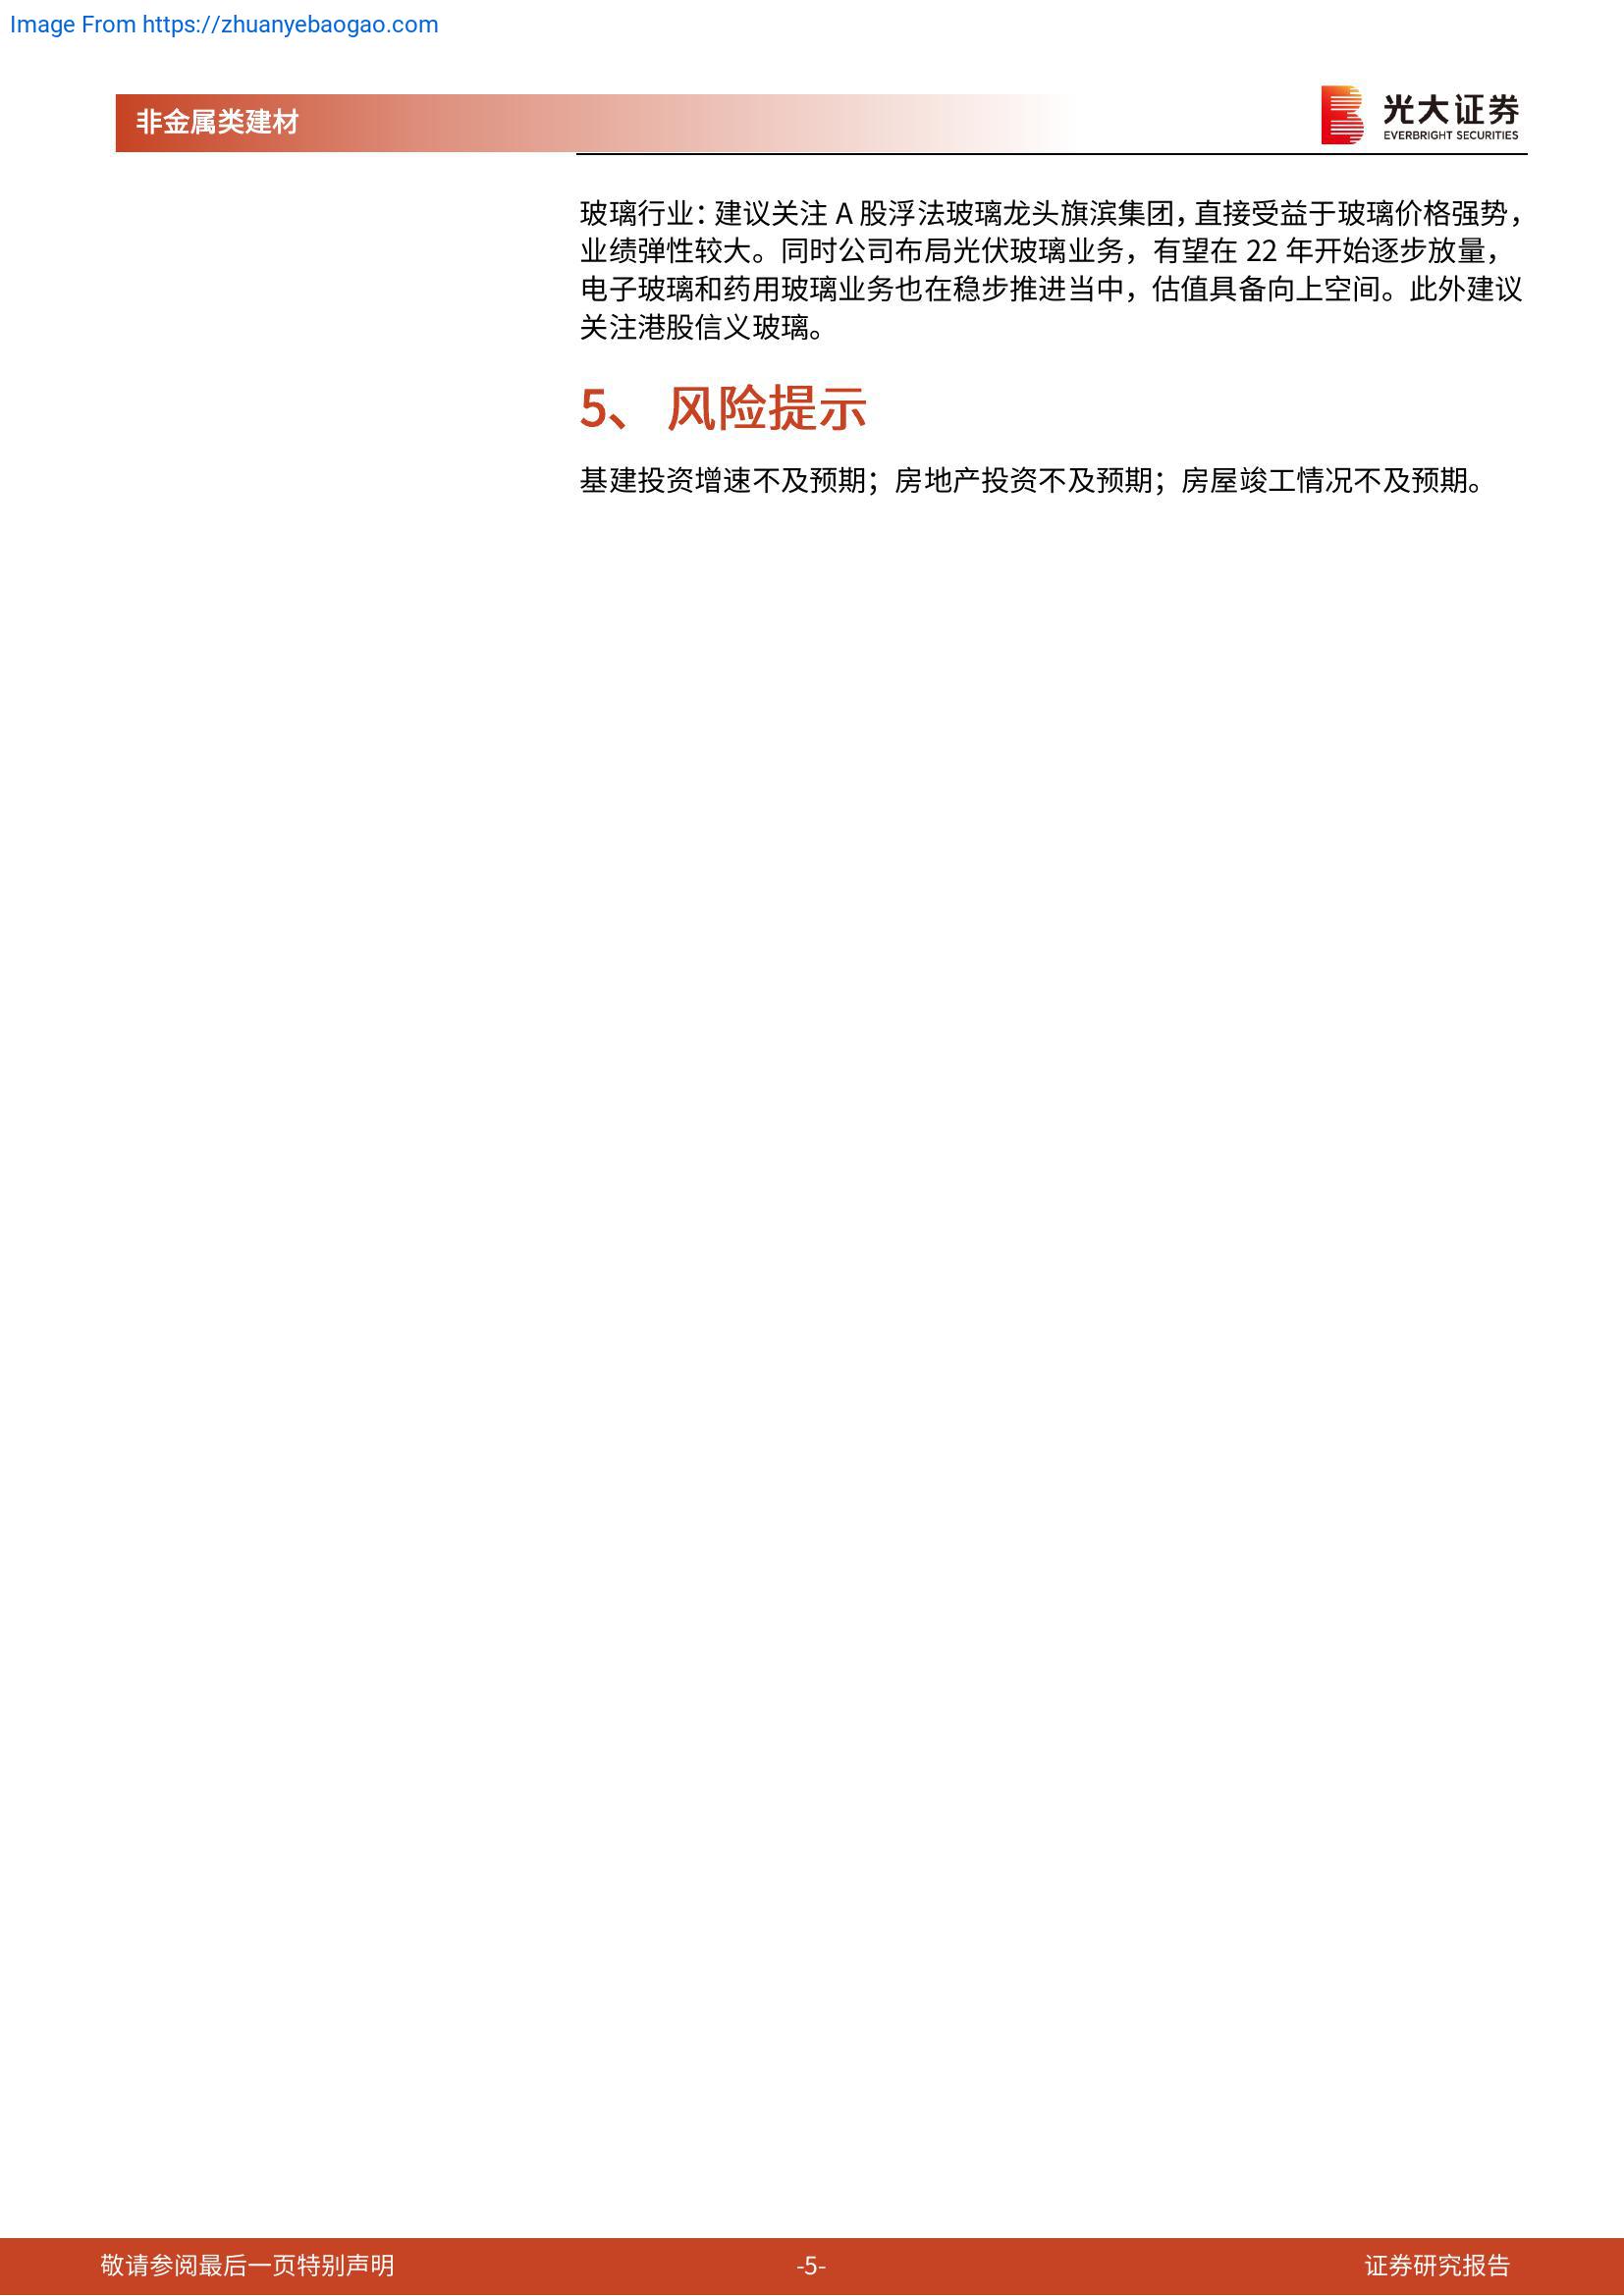 Image From https://zhuanyebaogao.com
非金属类建材
光大证券
EVERBRIGHT SECURITIES
玻璃行业：建议关注 A 股浮法玻璃龙头旗滨集团，直接受益于玻璃价格强势，
业绩弹性较大。同时公司布局光伏玻璃业务，有望在 22 年开始逐步放量，
电子玻璃和药用玻璃业务也在稳步推进当中，估值具备向上空间。此外建议
关注港股信义玻璃。
5、 风险提示
基建投资增速不及预期；房地产投资不及预期；房屋竣工情况不及预期。
敬请参阅最后一页特别声明
-5-
证券研究报告